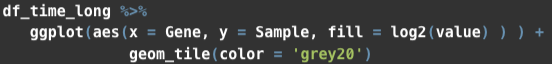 df_time_long %>%
ggplot(aes(x = Gene, y = Sample, fill = log2(value) ) ) +
geom_tile(color = 'grey20')